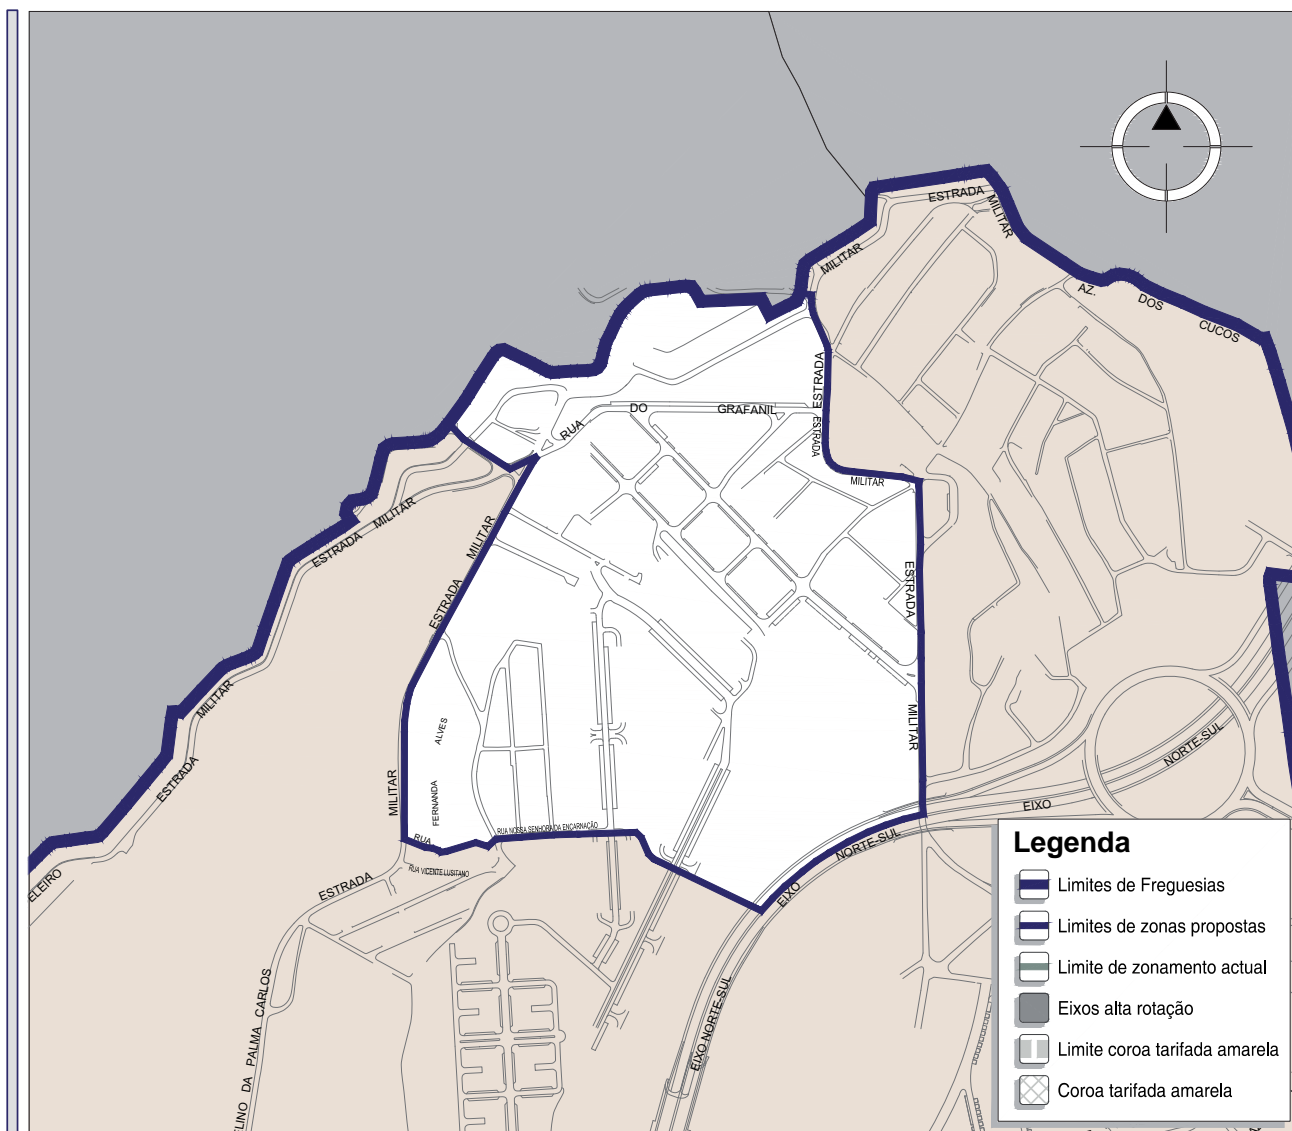 ESTRADA
MILITAR
MILITAR
AZ.
DOS
CUCOS
ESTRADA
RUA
DO
GRAFANIL
ESTRADA
MILITAR
ESTRADA
MILITAR
MILITAR
ESTRADA
ESTRADA
ESTRADA
MILITAR
MILITAR
ESTRADA
ALVES
FERNANDA
RUA
MILITAR
RUA NOSSA SENHORA DA ENCARNAÇÃO
RUA VICENTE LUSITANO
ESTRADA
ELEIRO
NORTE-SUL
EIXO
NORTE-SUL
EIXO
EIXO NORTE-SUL
ELINO DA PALMA CARLOS
Legenda
Limites de Freguesias
Limites de zonas propostas
Limite de zonamento actual
Eixos alta rotação
Limite coroa tarifada amarela
Coroa tarifada amarela